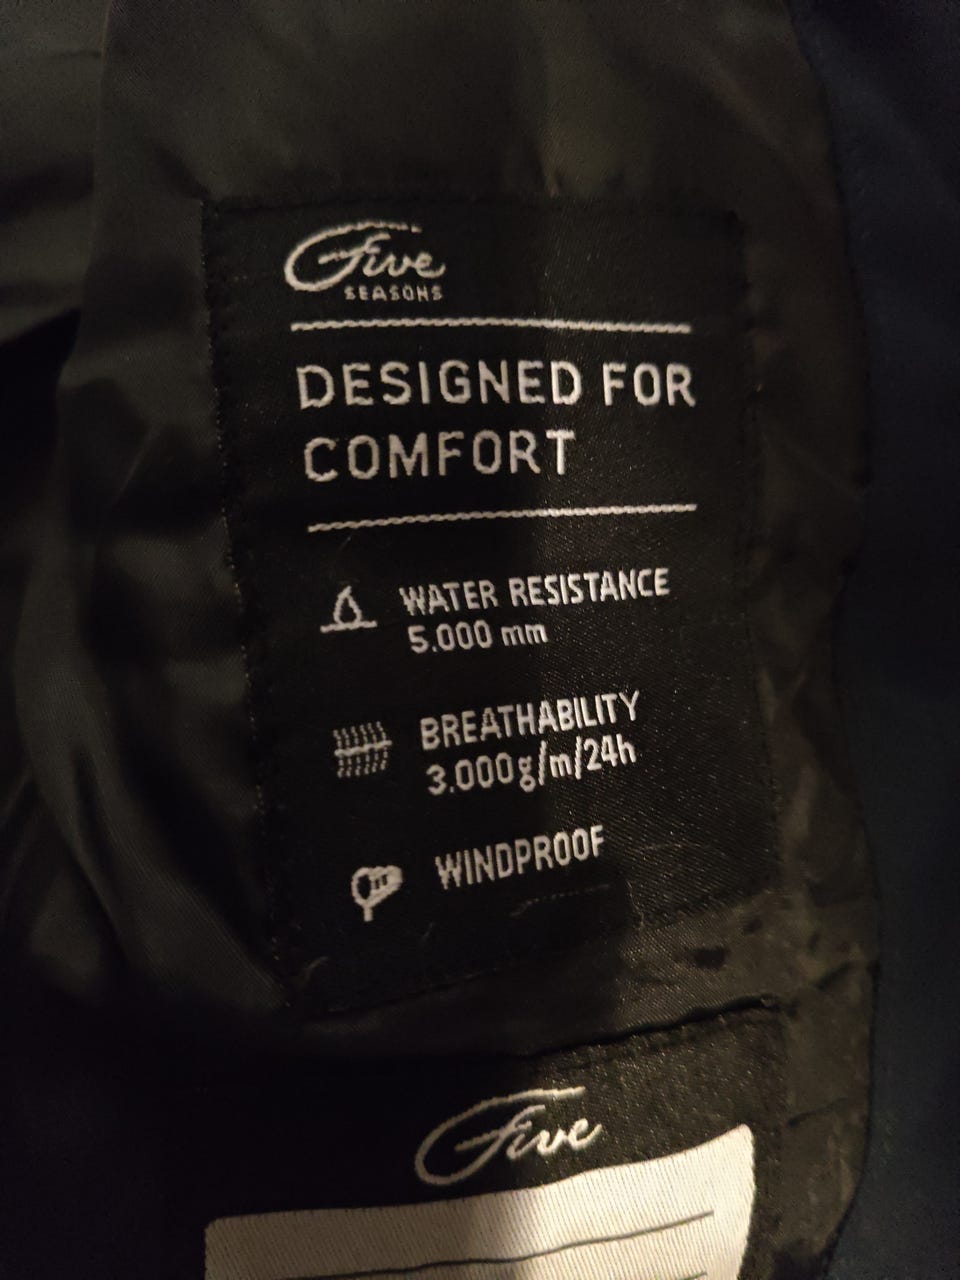 Five
SEASONS
DESIGNED FOR
COMFORT
WATER RESISTANCE
5.000 mm
BREATHABILITY
3.000g/m/24h
WINDPROOF
Five